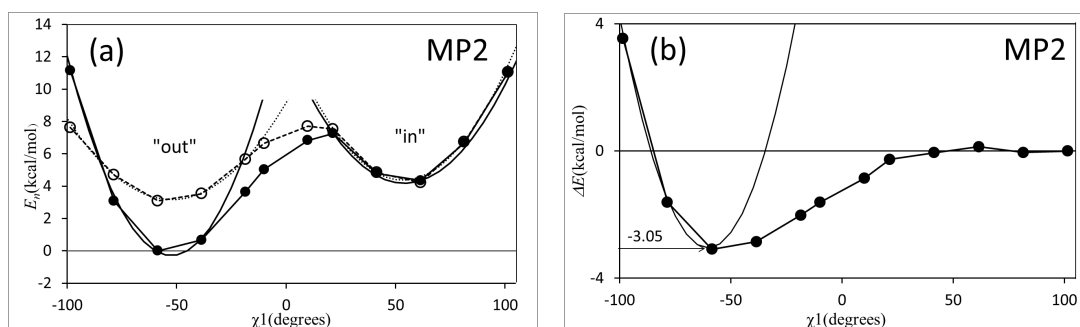 (a)
MP2
"out"
"in"
14
12
10
8
6
4
2
0
-2
-100
-50
0
50
100
En(kcal/mol)
χ1(degrees)
(b)
MP2
4
0
-4
-3.05
-100
-50
0
50
100
ΔE(kcal/mol)
χ1(degrees)